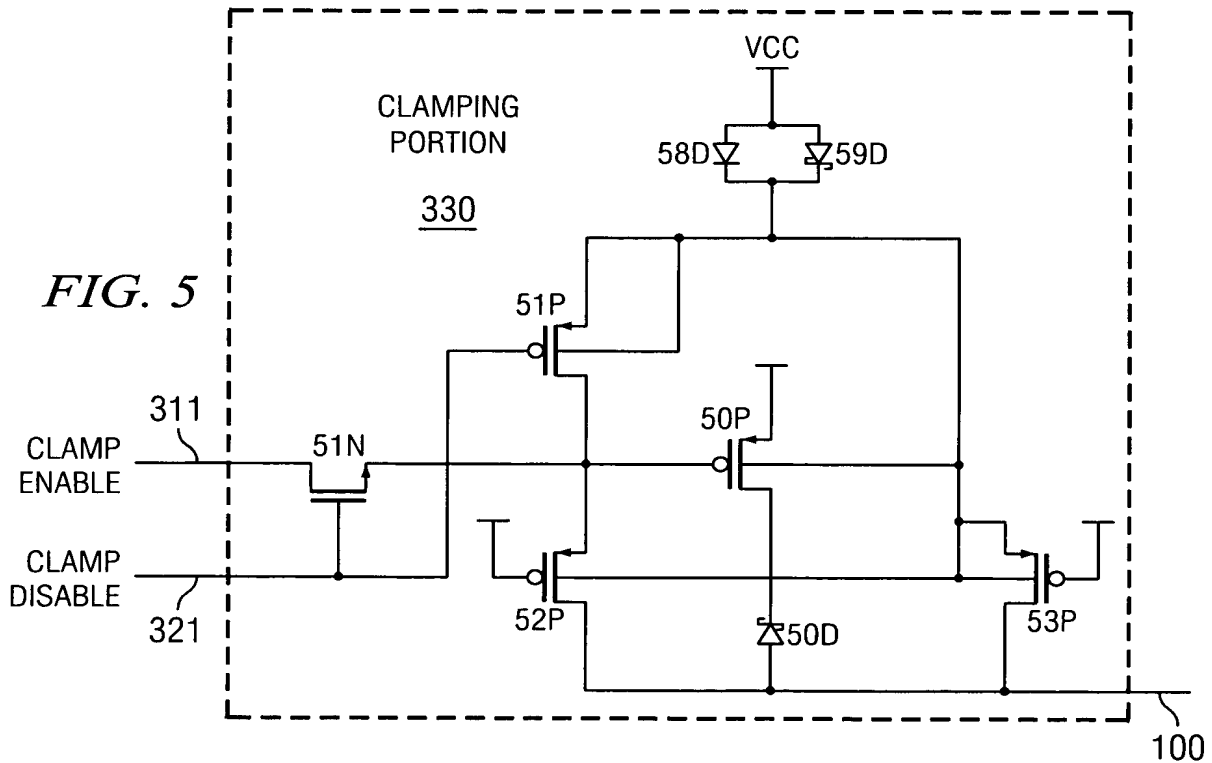 VCC
CLAMPING
PORTION
58D
59D
330
FIG. 5
51P
311
50P
CLAMP
ENABLE
51N
CLAMP
DISABLE
321
52P
50D
53P
100